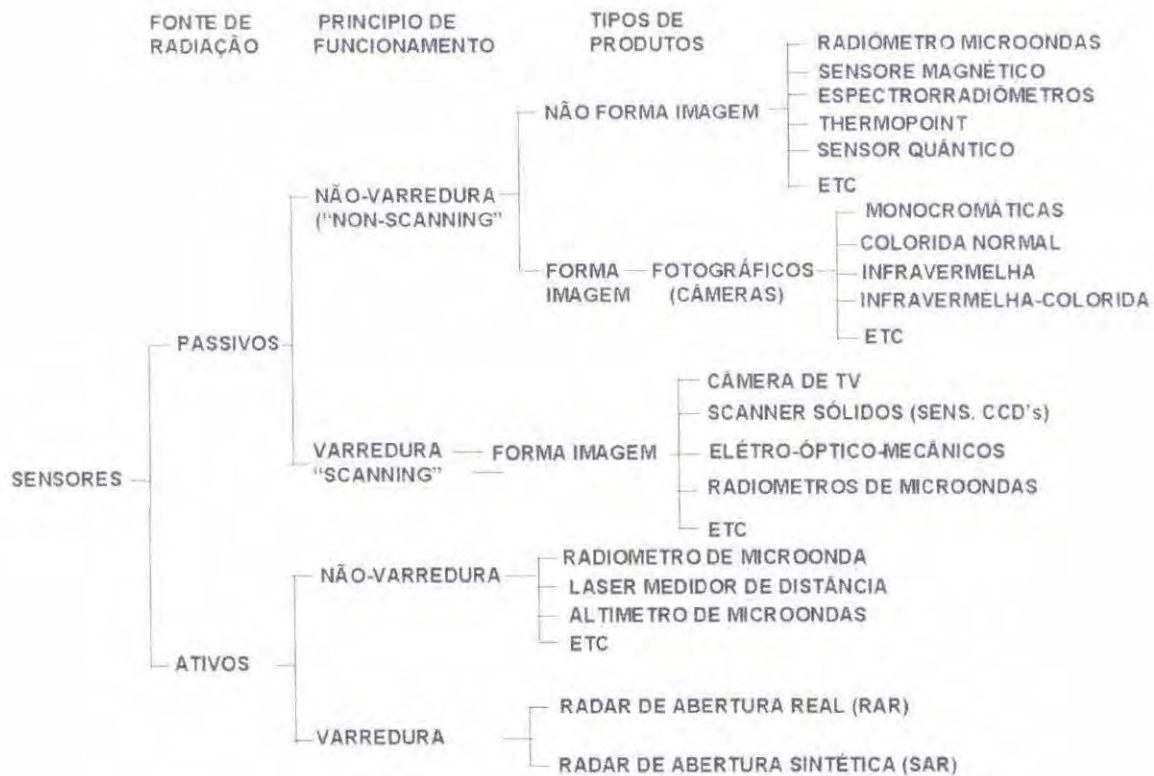 FONTE DE
RADIAÇÃO
PRINCIPIO DE
FUNCIONAMENTO
TIPOS DE
PRODUTOS
RADIÔMETRO MICROONDAS
SENSORE MAGNÉTICO
ESPECTRORRADIÔMETROS
THERMOPOINT
SENSOR QUÂNTICO
ETC
NÃO FORMA IMAGEM
NÃO-VARREDURA
("NON-SCANNING"
MONOCROMÁTICAS
COLORIDA NORMAL
INFRAVERMELHA
INFRAVERMELHA-COLORIDA
ETC
FORMA
IMAGEM
FOTOGRÁFICOS
(CÂMERAS)
PASSIVOS
CÂMERA DE TV
SCANNER SÓLIDOS (SENS. CCD's)
ELÉTRO-ÓPTICO-MECÂNICOS
RADIOMETROS DE MICROONDAS
ETC
VARREDURA
"SCANNING"
FORMA IMAGEM
SENSORES
NÃO-VARREDURA
RADIOMETRO DE MICROONDA
LASER MEDIDOR DE DISTÂNCIA
ALTIMETRO DE MICROONDAS
ETC
ATIVOS
VARREDURA
RADAR DE ABERTURA REAL (RAR)
RADAR DE ABERTURA SINTÉTICA (SAR)